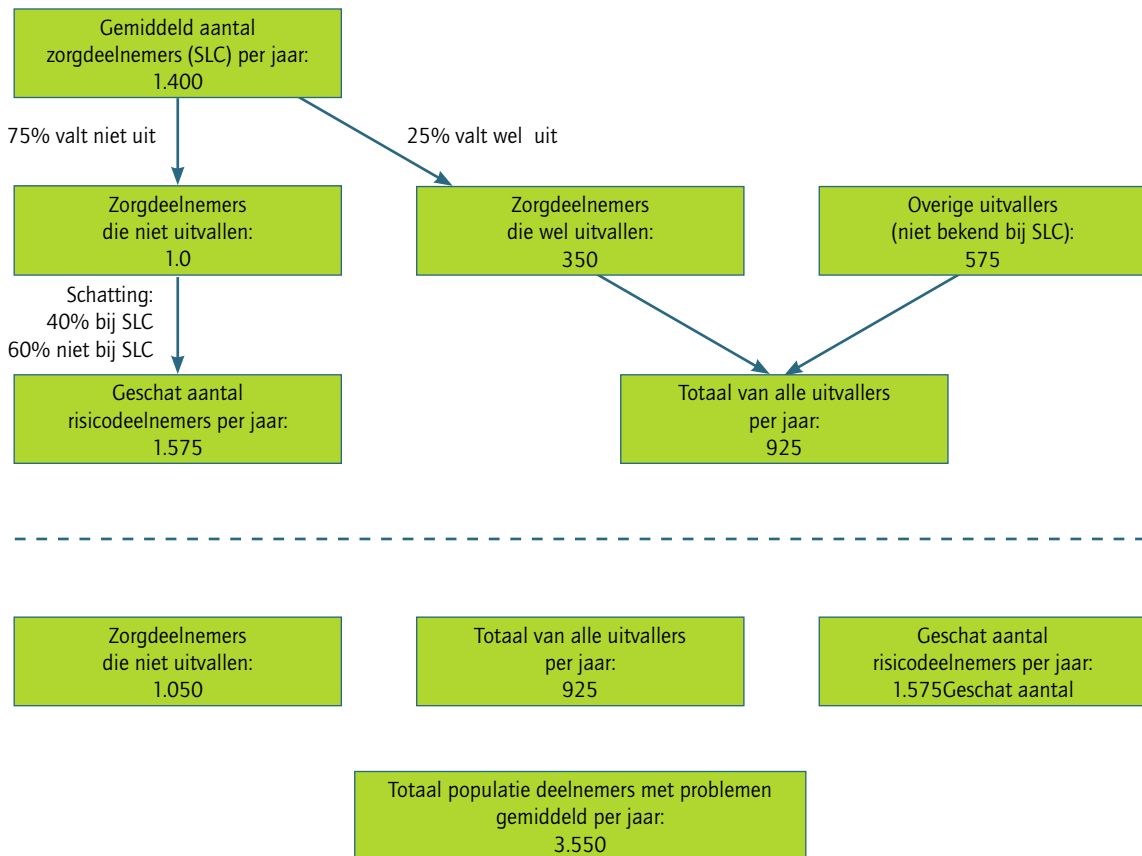 Gemiddeld aantal
zorgdeelnemers (SLC) per jaar:
1.400
75% valt niet uit
25% valt wel uit
Zorgdeelnemers
die niet uitvallen:
1.0
Zorgdeelnemers
die wel uitvallen:
350
Overige uitvallers
(niet bekend bij SLC):
575
Schatting:
40% bij SLC
60% niet bij SLC
Geschat aantal
risicodeelnemers per jaar:
1.575
Totaal van alle uitvallers
per jaar:
925
Zorgdeelnemers
die niet uitvallen:
1.050
Totaal van alle uitvallers
per jaar:
925
Geschat aantal
risicodeelnemers per jaar:
1.575Geschat aantal
Totaal populatie deelnemers met problemen
gemiddeld per jaar:
3.550